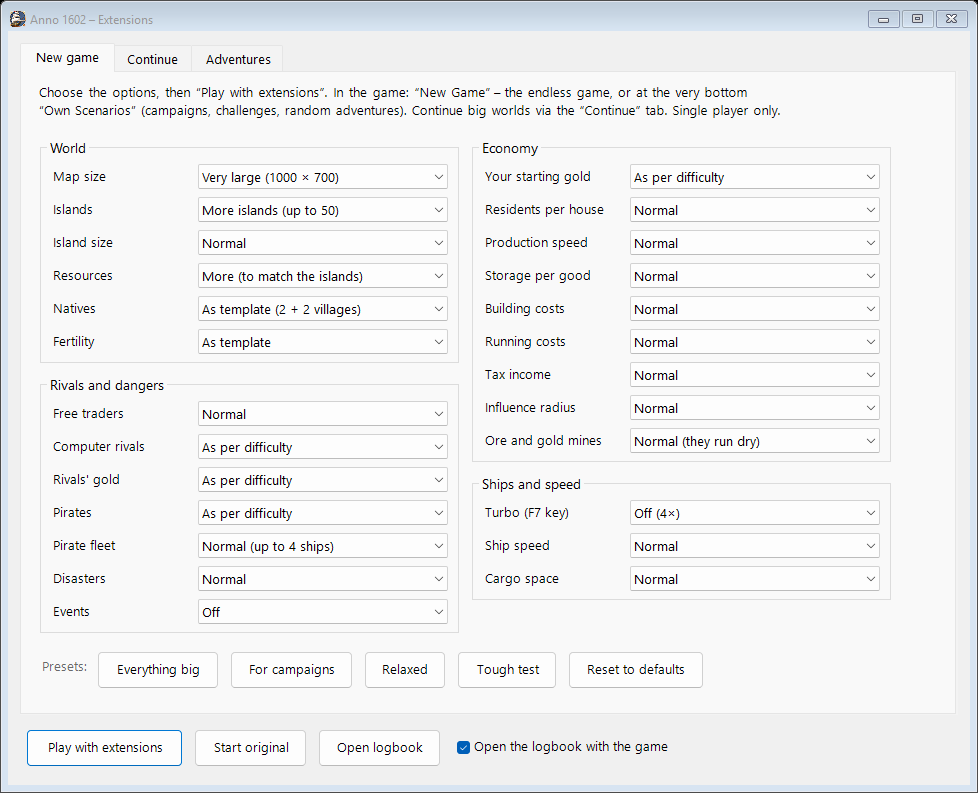 Anno 1602 – Extensions
New game
Continue
Adventures
Choose the options, then “Play with extensions”. In the game: “New Game” – the endless game, or at the very bottom
“Own Scenarios” (campaigns, challenges, random adventures). Continue big worlds via the “Continue” tab. Single player only.
World
Map size
Very large (1000 × 700)
Islands
More islands (up to 50)
Island size
Normal
Resources
More (to match the islands)
Natives
As template (2 + 2 villages)
Fertility
As template
Rivals and dangers
Free traders
Normal
Computer rivals
As per difficulty
Rivals' gold
As per difficulty
Pirates
As per difficulty
Pirate fleet
Normal (up to 4 ships)
Disasters
Normal
Events
Off
Economy
Your starting gold
As per difficulty
Residents per house
Normal
Production speed
Normal
Storage per good
Normal
Building costs
Normal
Running costs
Normal
Tax income
Normal
Influence radius
Normal
Ore and gold mines
Normal (they run dry)
Ships and speed
Turbo (F7 key)
Off (4×)
Ship speed
Normal
Cargo space
Normal
Presets:
Everything big
For campaigns
Relaxed
Tough test
Reset to defaults
Play with extensions
Start original
Open logbook
Open the logbook with the game